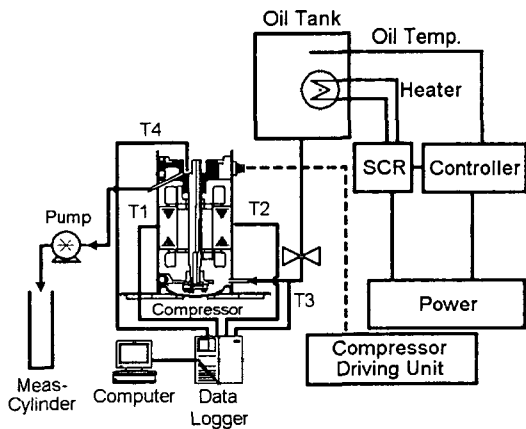 Oil Tank
Oil Temp.
Heater
T4
SCR
Controller
Pump
T1
T2
T3
Power
Compressor
Compressor
Driving Unit
Meas-
Cylinder
Computer
Data
Logger